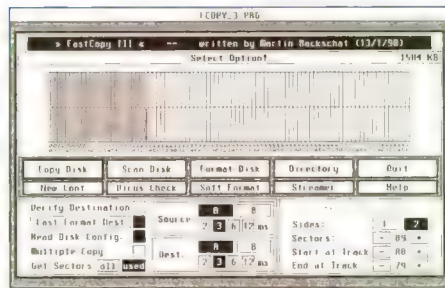 FCOPY_3 PRG
> FastCopy III < -- written by Martin Backschat (13/1/90)
Select Option!
KB
Copy Disk Scan Disk Format Disk Directory Quit
New Conf Virus Check Soft Format Streamer Help
Verify Destination
Fast Format Dest.
Read Disk Config.
Multiple Copy
Get Sectors all used
Source A B
2 3 6 12 ms
Dest. A B
2 3 6 12 ms
Sides: 1 2
Sectors: - 09 +
Start at Track - 00 +
End at Track - 79 +